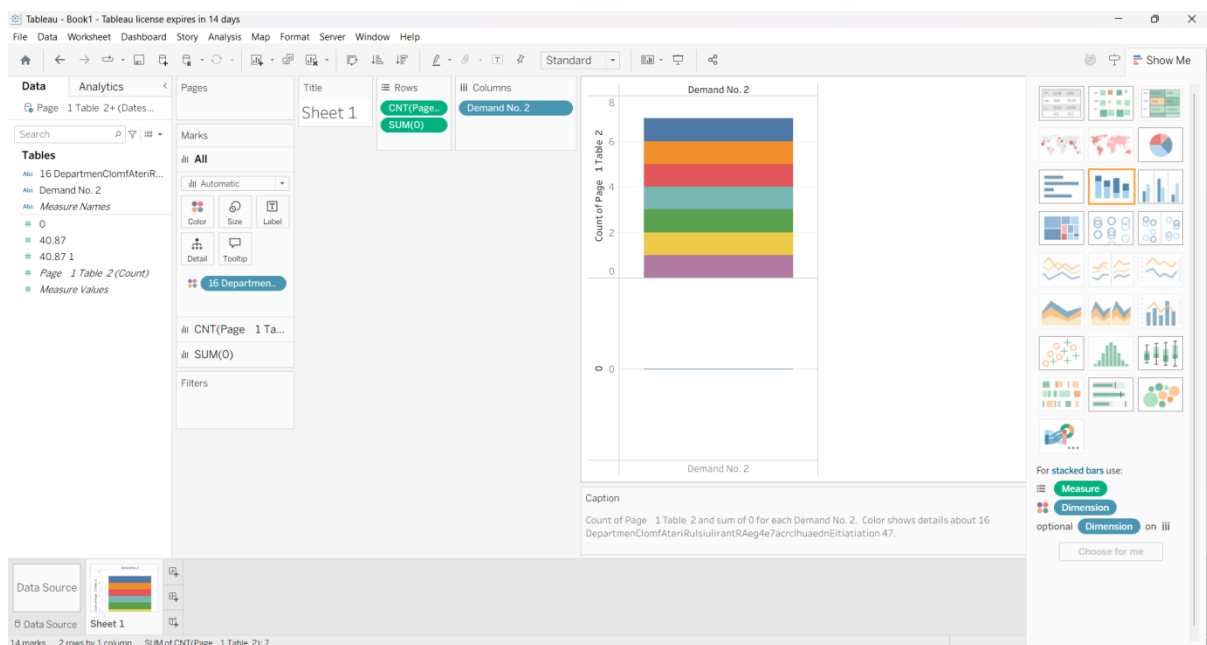 Tableau - Book1 - Tableau license expires in 14 days
File Data Worksheet Dashboard Story Analysis Map Format Server Window Help
Standard
Show Me
Data Analytics
Page 1 Table 2+ (Dates...
Search
Tables
Abc 16 DepartmenClomfAteriR...
Abc Demand No. 2
Abc Measure Names
# 0
# 40.87
# 40.87 1
# Page 1 Table 2 (Count)
# Measure Values
Pages
Marks
All
Automatic
Color Size Label
Detail Tooltip
16 Departmen..
CNT(Page 1 Ta...
SUM(0)
Filters
Title
Sheet 1
Rows
CNT(Page..
SUM(0)
Columns
Demand No. 2
Demand No. 2
Count of Page 1 Table 2
8
6
4
2
0
0
0
Demand No. 2
Caption
Count of Page 1 Table 2 and sum of 0 for each Demand No. 2. Color shows details about 16
DepartmenClomfAteriRulsiulirantRAeg4e7acrclhuaednEitiatiation 47.
For stacked bars use:
Measure
Dimension
optional Dimension on
Choose for me
Data Source
Data Source
Sheet 1
14 marks 2 rows by 1 column SUM of CNT(Page 1 Table 2): 7